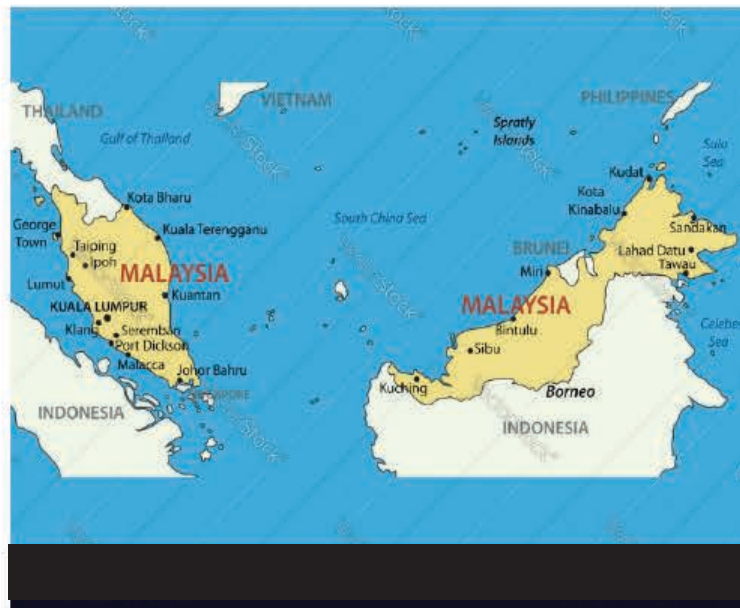 THAILAND
VIETNAM
PHILIPPINES
Gulf of Thailand
Spratly
Islands
Sulu
Sea
Kudat
Kota Bharu
Kota
Kinabalu
George
Town
Kuala Terengganu
South China Sea
Sandakan
Taiping
Ipoh
BRUNEI
Lahad Datu
Tawau
MALAYSIA
Miri
Lumut
Kuantan
MALAYSIA
KUALA LUMPUR
Klang
Seremban
Port Dickson
Bintulu
Celebes
Sea
Malacca
Sibu
Johor Bahru
SINGAPORE
Kuching
Borneo
INDONESIA
INDONESIA
VectorStock®